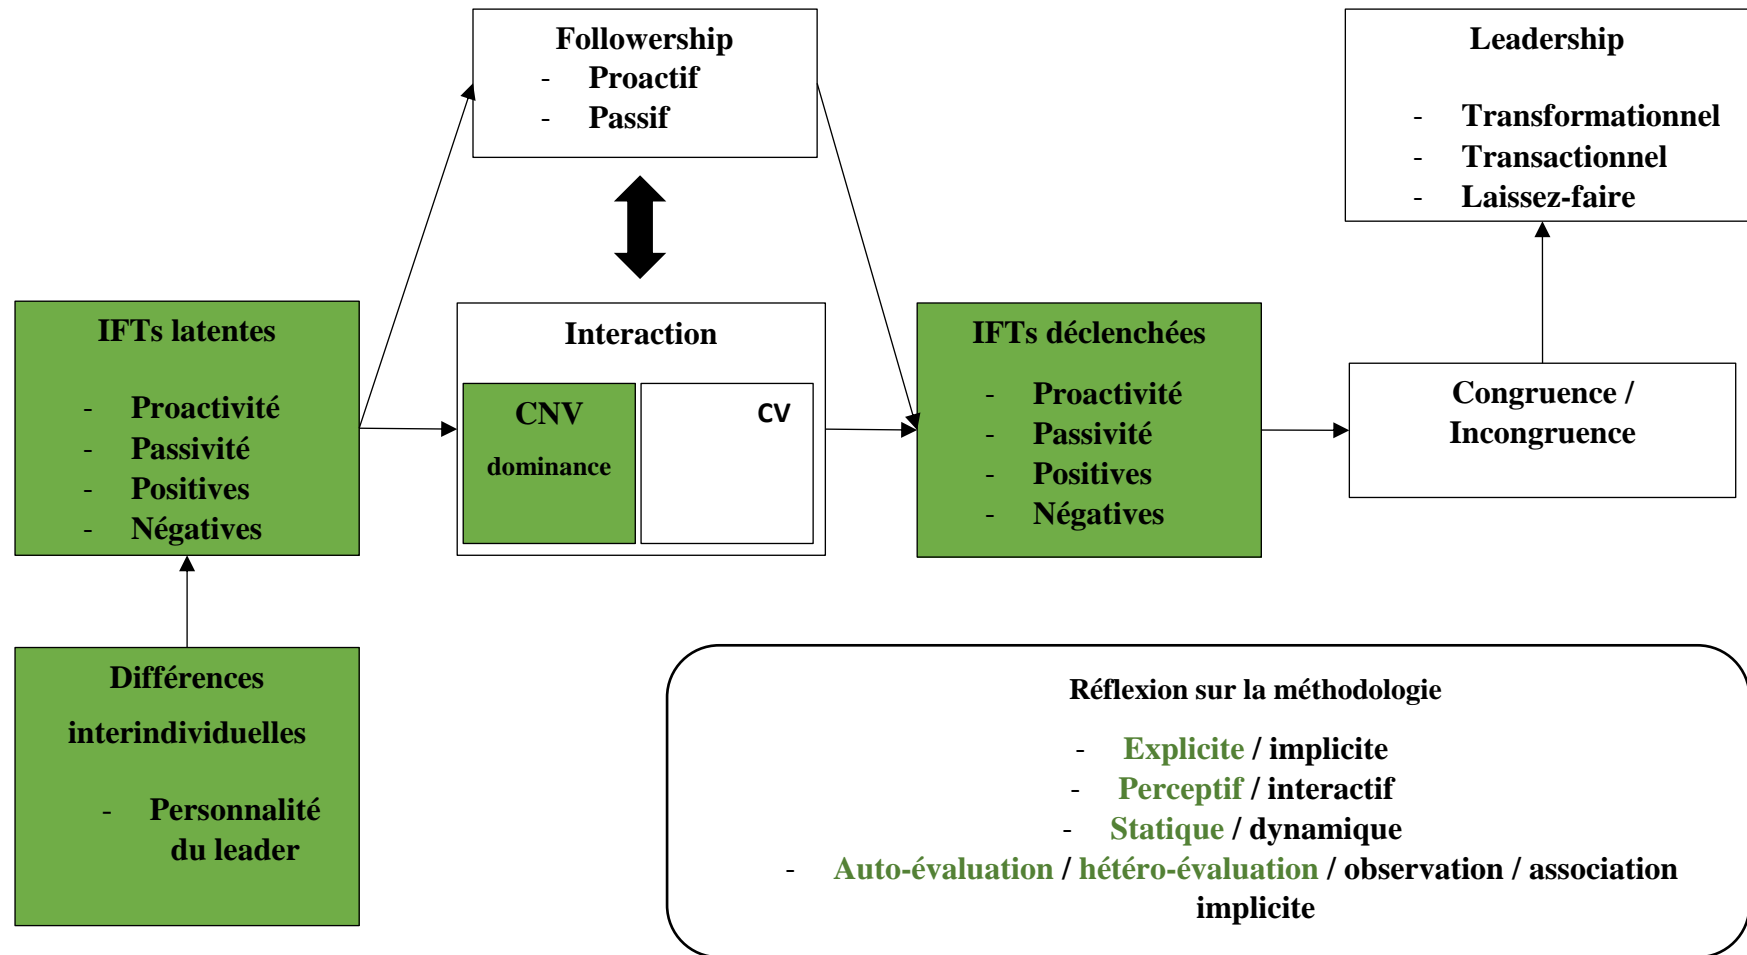 Followership
- Proactif
- Passif
Leadership
- Transformationnel
- Transactionnel
- Laissez-faire
IFTs latentes
- Proactivité
- Passivité
- Positives
- Négatives
Interaction
CNV
dominance
CV
IFTs déclenchées
- Proactivité
- Passivité
- Positives
- Négatives
Congruence /
Incongruence
Différences
interindividuelles
- Personnalité
du leader
Réflexion sur la méthodologie
- Explicite / implicite
- Perceptif / interactif
- Statique / dynamique
- Auto-évaluation / hétéro-évaluation / observation / association
implicite